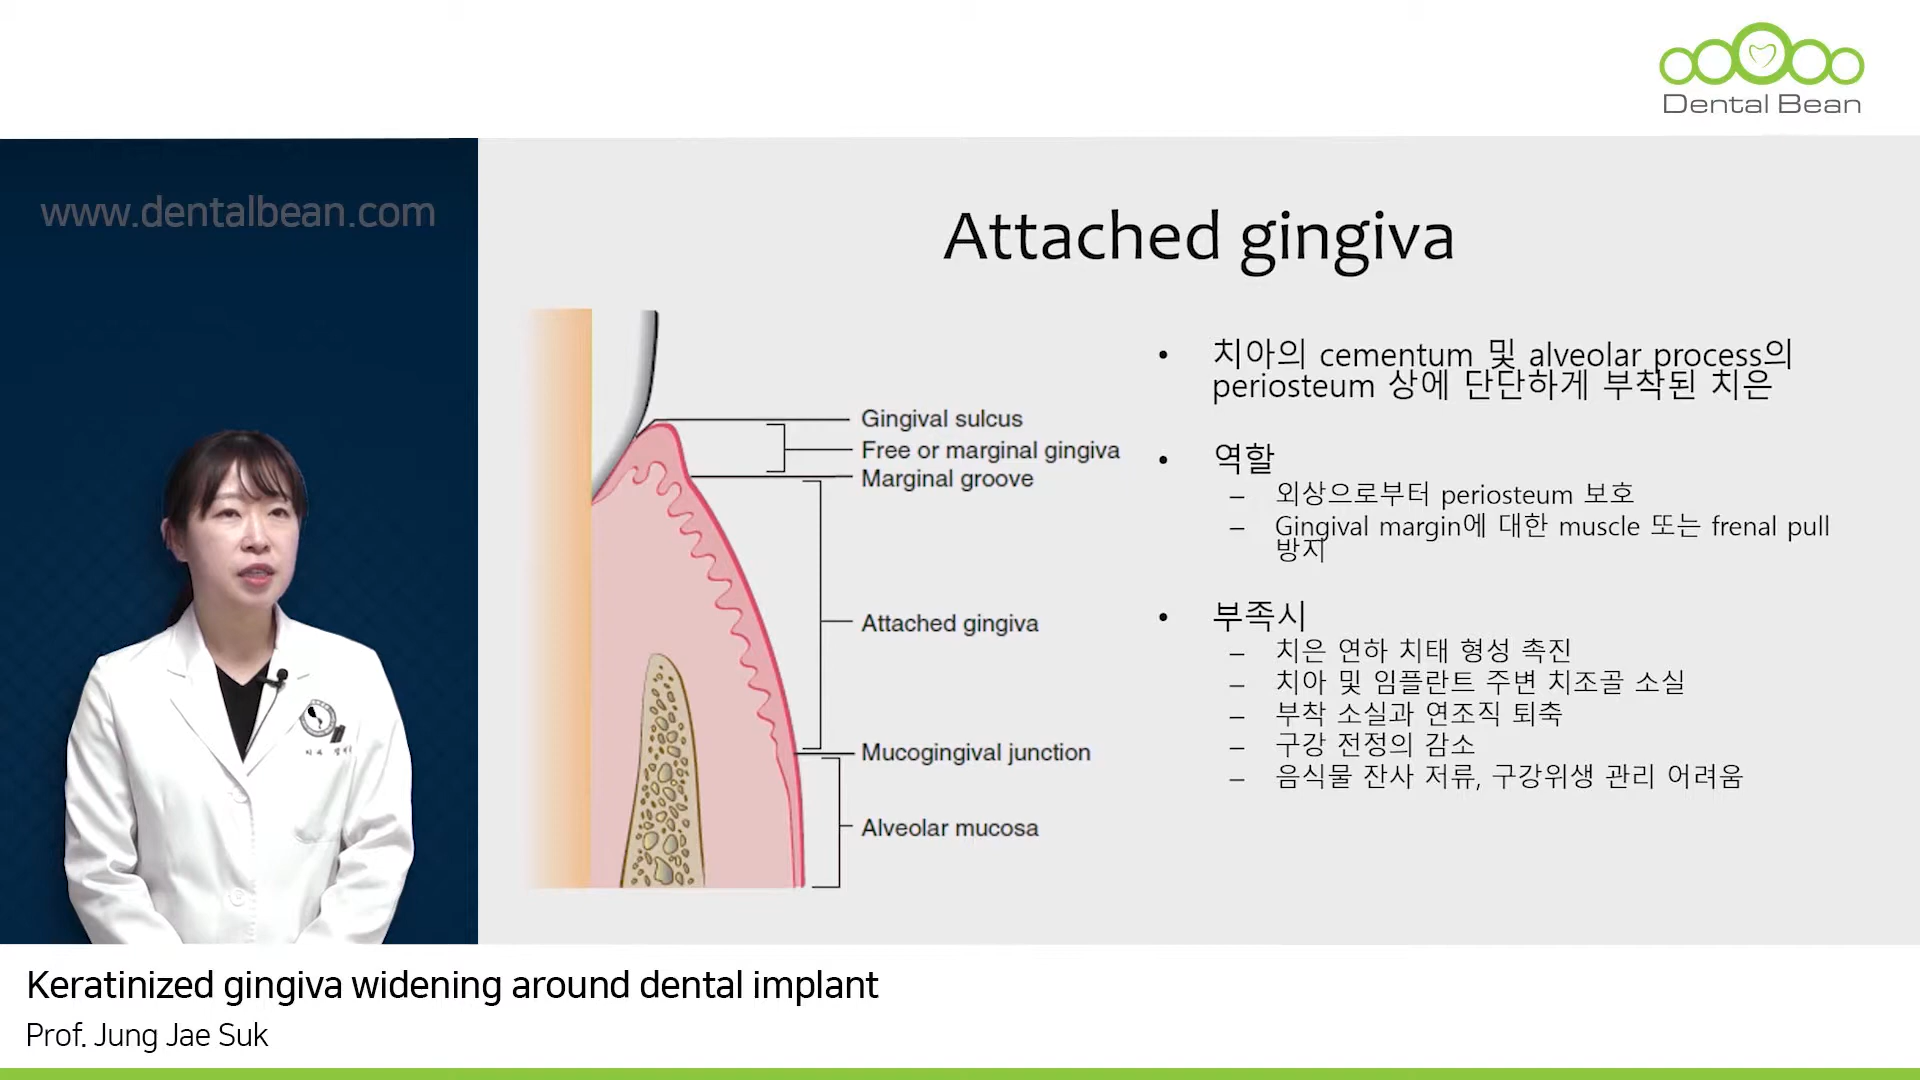 Dental Bean
www.dentalbean.com
Attached gingiva
Gingival sulcus
Free or marginal gingiva
Marginal groove
Attached gingiva
Mucogingival junction
Alveolar mucosa
• 치아의 cementum 및 alveolar process의
periosteum 상에 단단하게 부착된 치은
• 역할
– 외상으로부터 periosteum 보호
– Gingival margin에 대한 muscle 또는 frenal pull
방지
• 부족시
– 치은 연하 치태 형성 촉진
– 치아 및 임플란트 주변 치조골 소실
– 부착 소실과 연조직 퇴축
– 구강 전정의 감소
– 음식물 잔사 저류, 구강위생 관리 어려움
Keratinized gingiva widening around dental implant
Prof. Jung Jae Suk